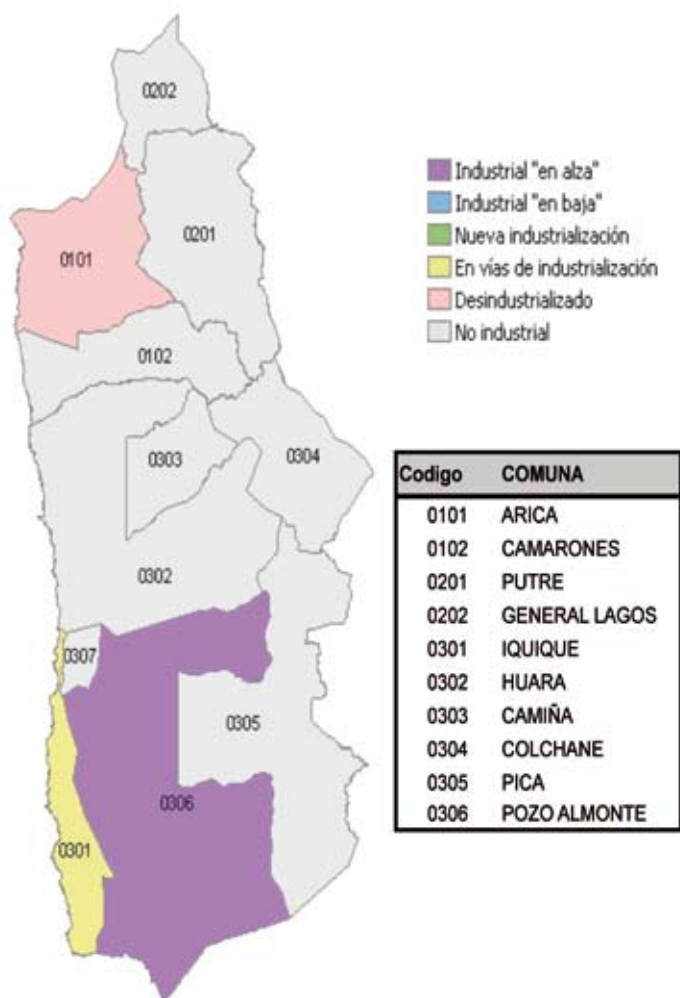 0202
0201
0101
0102
0303
0304
0302
0307
0305
0306
0301
Industrial "en alza"
Industrial "en baja"
Nueva industrialización
En vías de industrialización
Desindustrializado
No industrial
Codigo COMUNA
0101 ARICA
0102 CAMARONES
0201 PUTRE
0202 GENERAL LAGOS
0301 IQUIQUE
0302 HUARA
0303 CAMIÑA
0304 COLCHANE
0305 PICA
0306 POZO ALMONTE